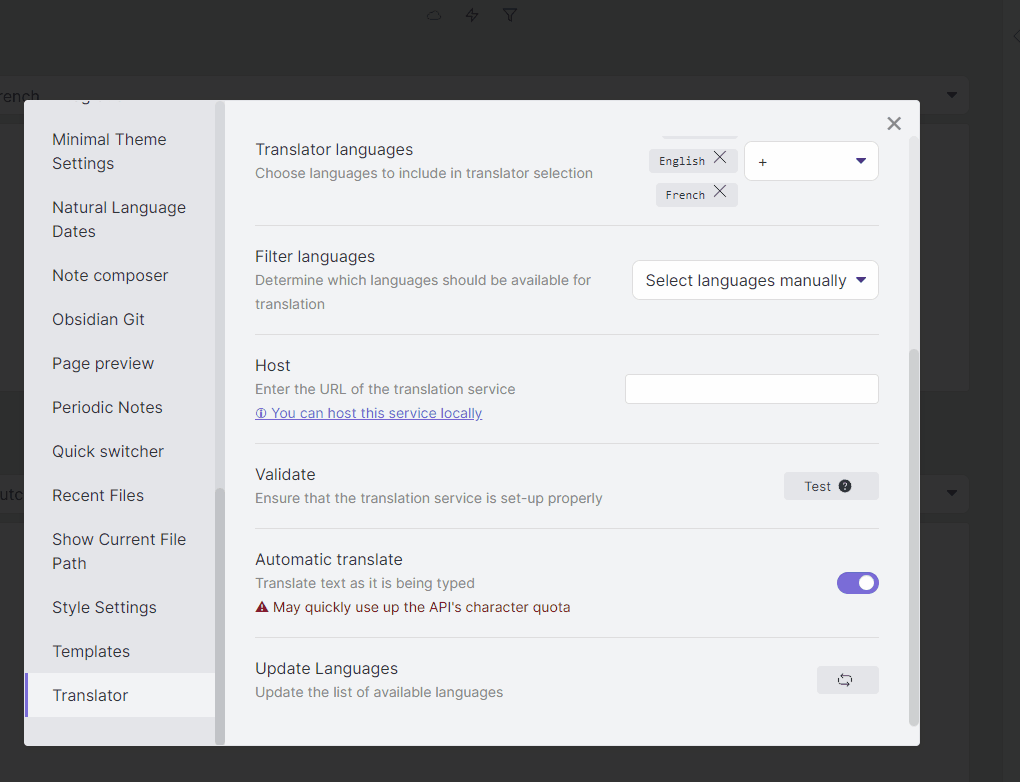 Minimal Theme
Settings
Natural Language
Dates
Note composer
Obsidian Git
Page preview
Periodic Notes
Quick switcher
Recent Files
Show Current File
Path
Style Settings
Templates
Translator
Translator languages
Choose languages to include in translator selection
English
French
+
Filter languages
Determine which languages should be available for
translation
Select languages manually
Host
Enter the URL of the translation service
You can host this service locally
Validate
Ensure that the translation service is set-up properly
Test
Automatic translate
Translate text as it is being typed
May quickly use up the API's character quota
Update Languages
Update the list of available languages